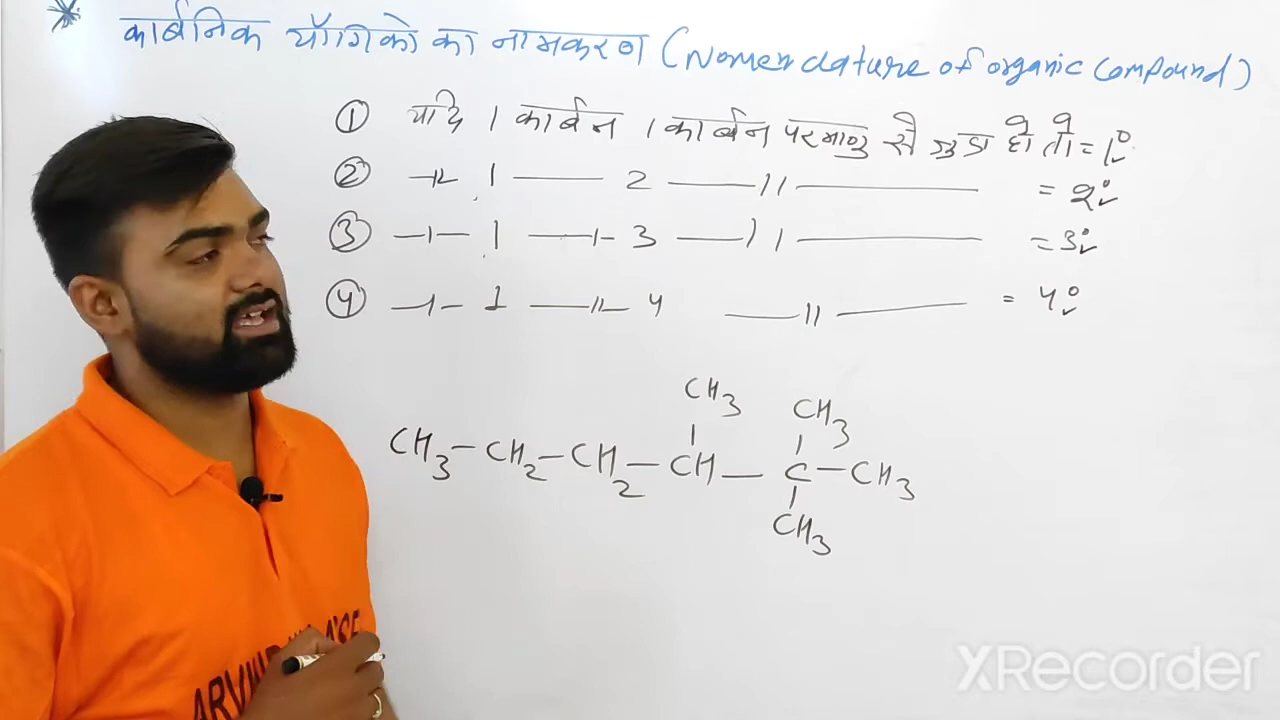 * कार्बनिक यौगिको का नामकरण (Nomenclature of organic compound)
① यदि 1 कार्बन 1 कार्बन परमाणु से जुडा हो तो = 1°
② —〃— 1 ——— 2 ———〃——— = 2°
③ —〃— 1 ———〃— 3 ———〃——— = 3°
④ —〃— 1 ———〃— 4 ———〃——— = 4°
CH3 CH3
CH3—CH2—CH2—CH—C—CH3
CH3
XRecorder